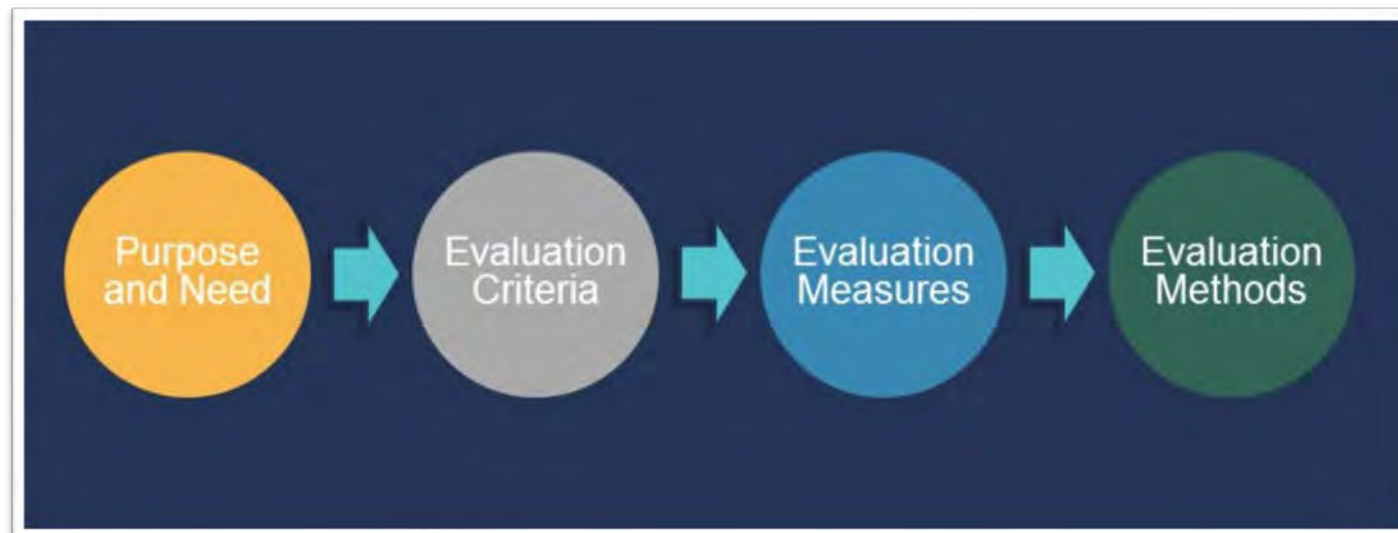 Purpose
and Need
Evaluation
Criteria
Evaluation
Measures
Evaluation
Methods